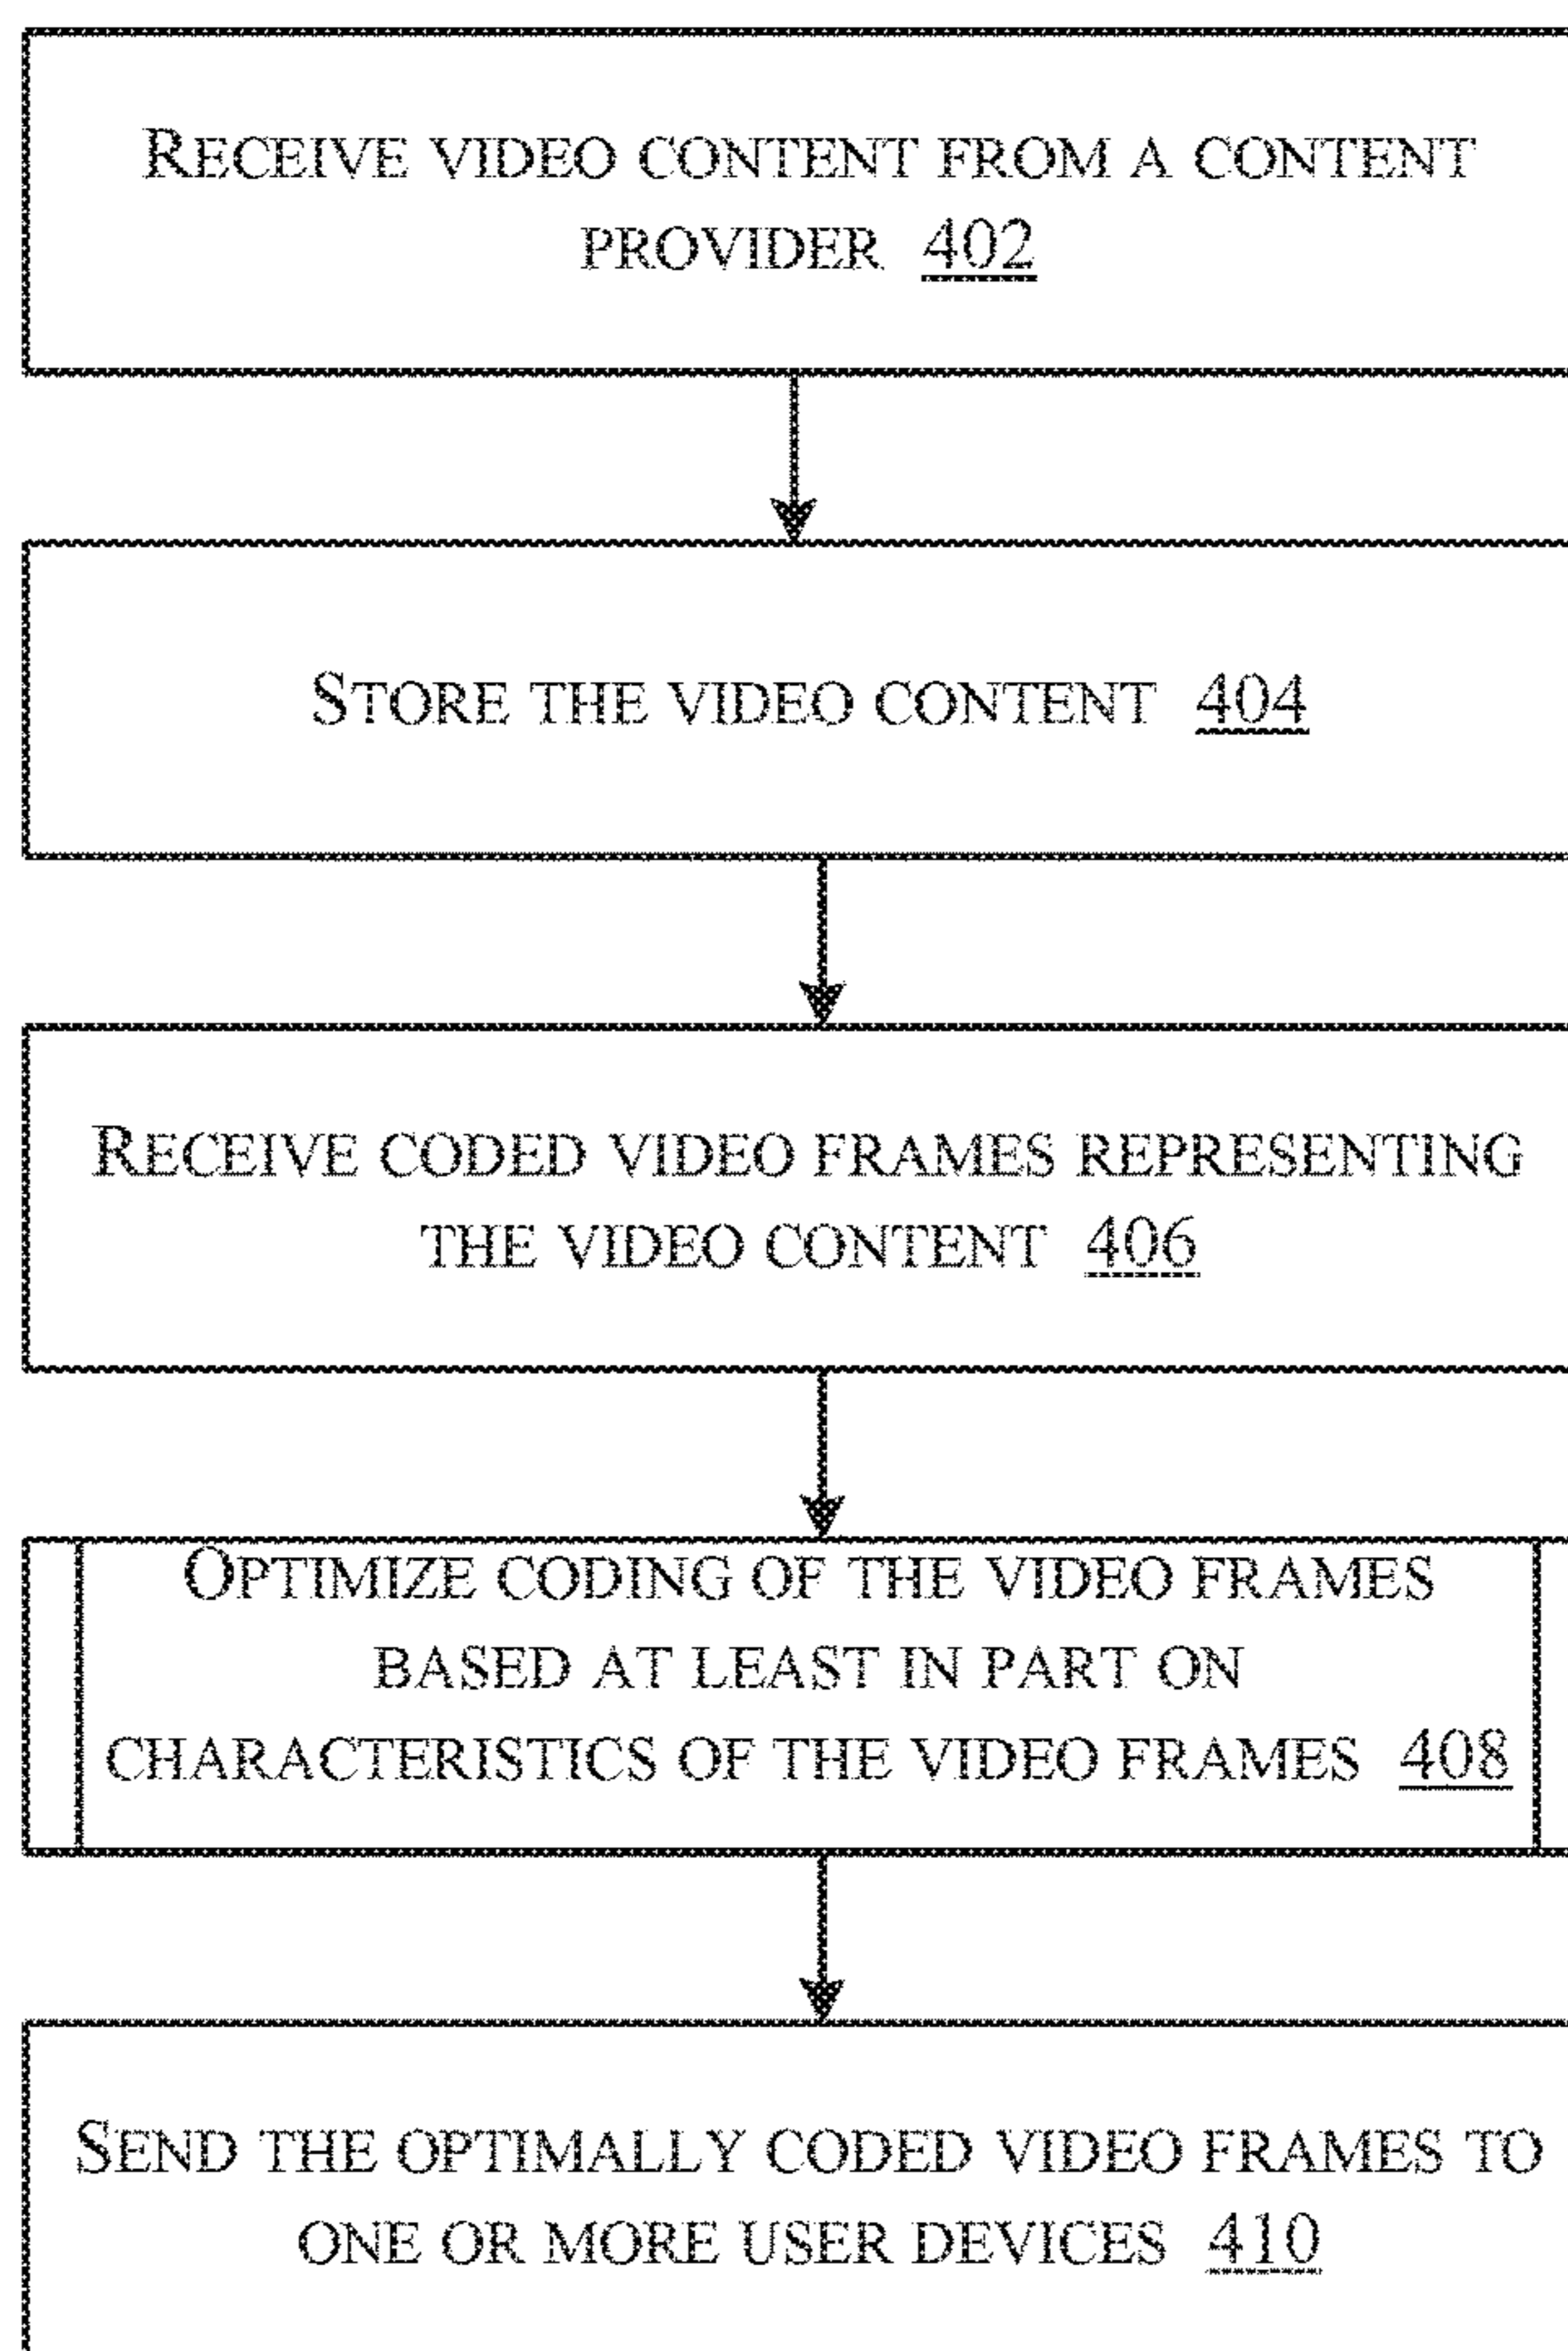 RECEIVE VIDEO CONTENT FROM A CONTENT
PROVIDER 402
STORE THE VIDEO CONTENT 404
RECEIVE CODED VIDEO FRAMES REPRESENTING
THE VIDEO CONTENT 406
OPTIMIZE CODING OF THE VIDEO FRAMES
BASED AT LEAST IN PART ON
CHARACTERISTICS OF THE VIDEO FRAMES 408
SEND THE OPTIMALLY CODED VIDEO FRAMES TO
ONE OR MORE USER DEVICES 410